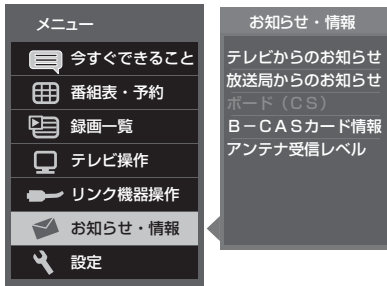 メニュー
今すぐできること
番組表・予約
録画一覧
テレビ操作
リンク機器操作
お知らせ・情報
設定
お知らせ・情報
テレビからのお知らせ
放送局からのお知らせ
ボード（CS）
Ｂ－ＣＡＳカード情報
アンテナ受信レベル